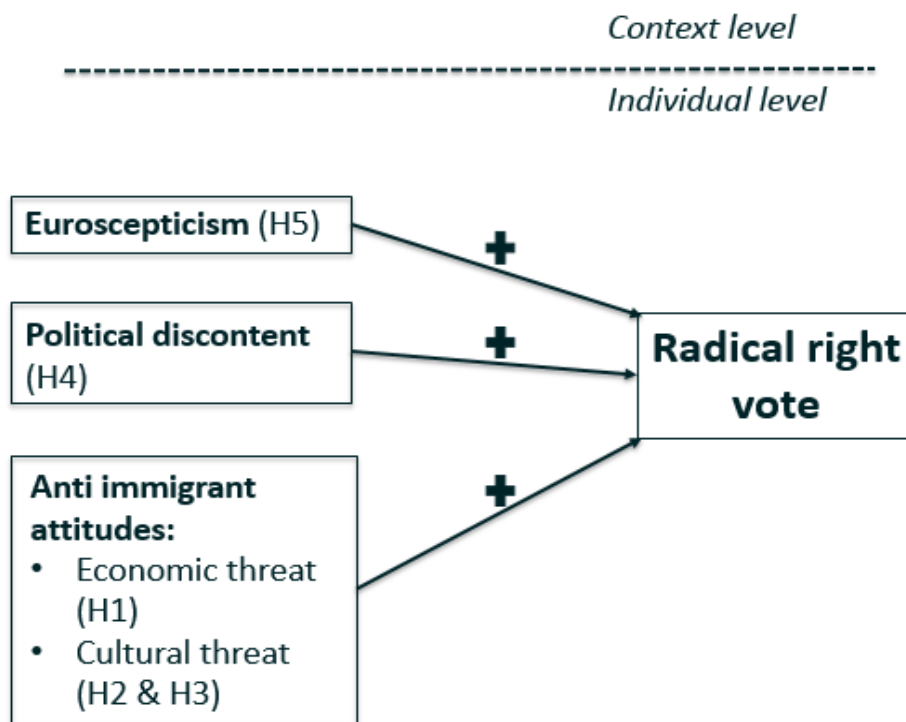 Context level
Individual level
Euroscepticism (H5)
+
Political discontent
(H4)
+
Radical right
vote
Anti immigrant
attitudes:
• Economic threat
(H1)
• Cultural threat
(H2 & H3)
+